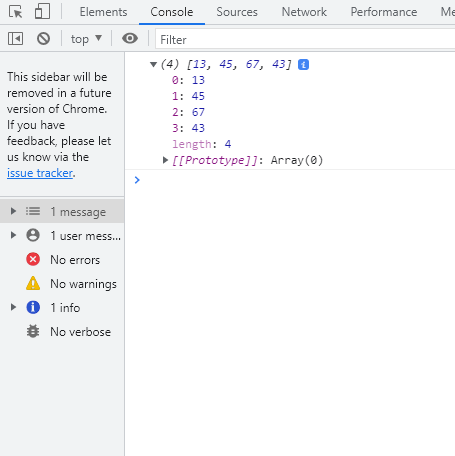 Elements Console Sources Network Performance Me
top ▼ Filter
This sidebar will be
removed in a future
version of Chrome.
If you have
feedback, please let
us know via the
issue tracker.
1 message
1 user mess...
No errors
No warnings
1 info
No verbose
▼(4) [13, 45, 67, 43] i
0: 13
1: 45
2: 67
3: 43
length: 4
▶[[Prototype]]: Array(0)
>